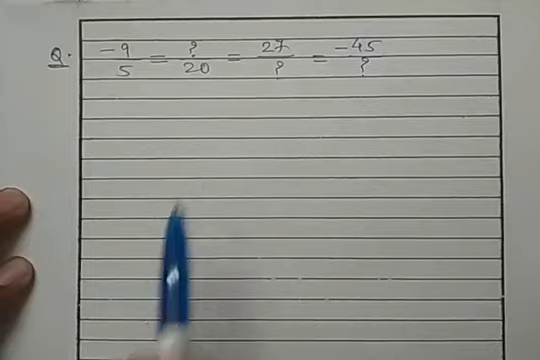 Q. -9/5 = ?/20 = 27/? = -45/?